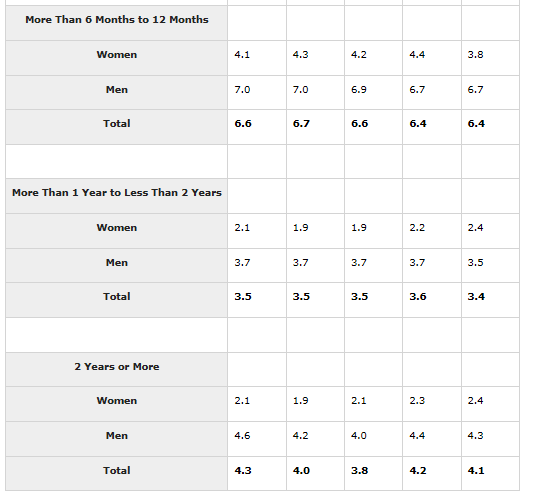 More Than 6 Months to 12 Months
Women 4.1 4.3 4.2 4.4 3.8
Men 7.0 7.0 6.9 6.7 6.7
Total 6.6 6.7 6.6 6.4 6.4
More Than 1 Year to Less Than 2 Years
Women 2.1 1.9 1.9 2.2 2.4
Men 3.7 3.7 3.7 3.7 3.5
Total 3.5 3.5 3.5 3.6 3.4
2 Years or More
Women 2.1 1.9 2.1 2.3 2.4
Men 4.6 4.2 4.0 4.4 4.3
Total 4.3 4.0 3.8 4.2 4.1